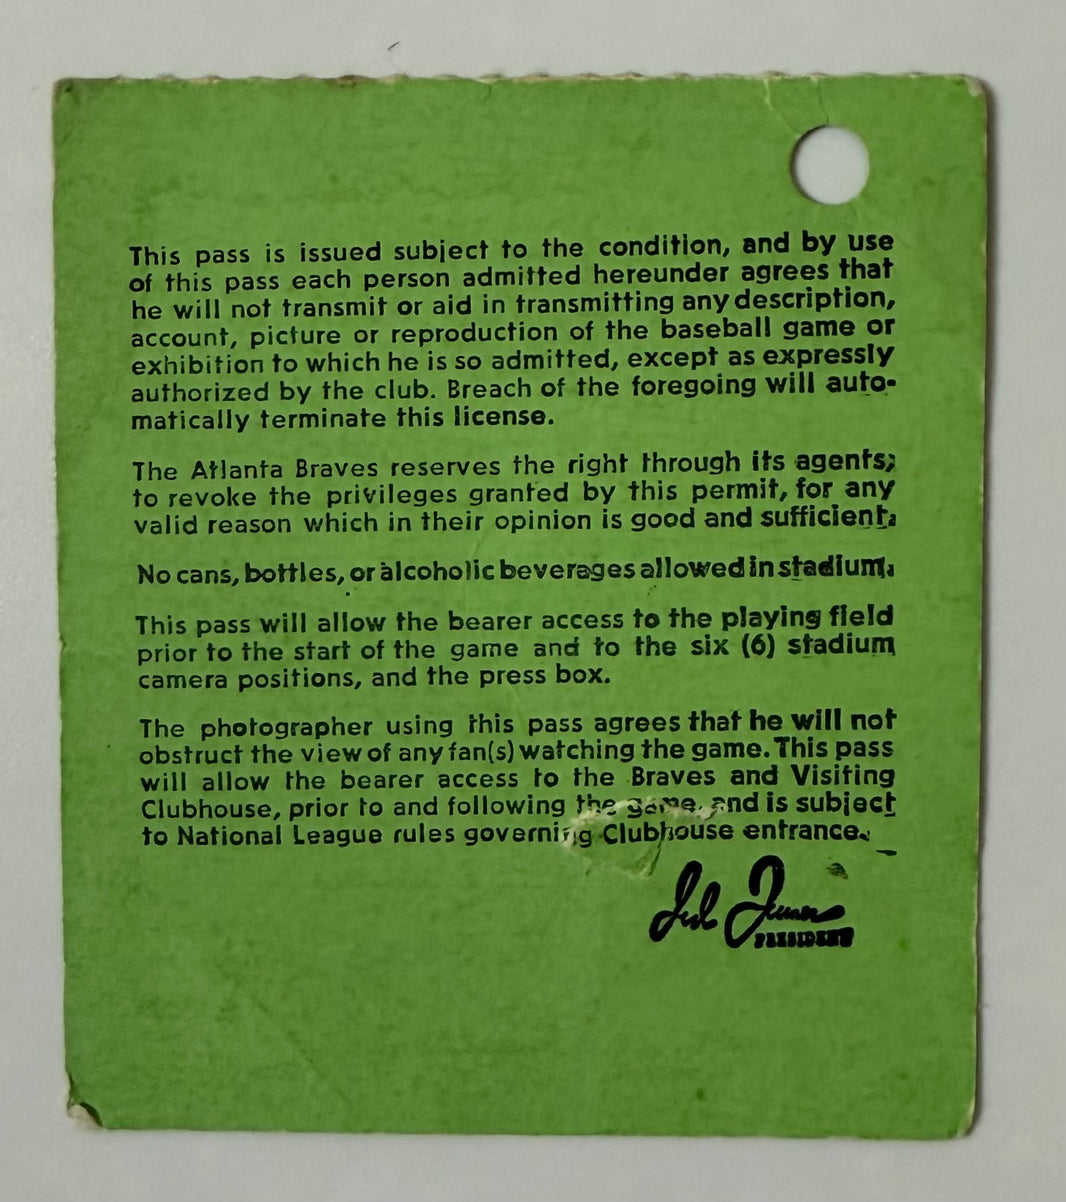 This pass is issued subject to the condition, and by use
of this pass each person admitted hereunder agrees that
he will not transmit or aid in transmitting any description,
account, picture or reproduction of the baseball game or
exhibition to which he is so admitted, except as expressly
authorized by the club. Breach of the foregoing will auto-
matically terminate this license.
The Atlanta Braves reserves the right through its agents;
to revoke the privileges granted by this permit, for any
valid reason which in their opinion is good and sufficient.
No cans, bottles, or alcoholic beverages allowed in stadium.
This pass will allow the bearer access to the playing field
prior to the start of the game and to the six (6) stadium
camera positions, and the press box.
The photographer using this pass agrees that he will not
obstruct the view of any fan(s) watching the game. This pass
will allow the bearer access to the Braves and Visiting
Clubhouse, prior to and following the game, and is subject
to National League rules governing Clubhouse entrance.
Ted Turner
PRESIDENT